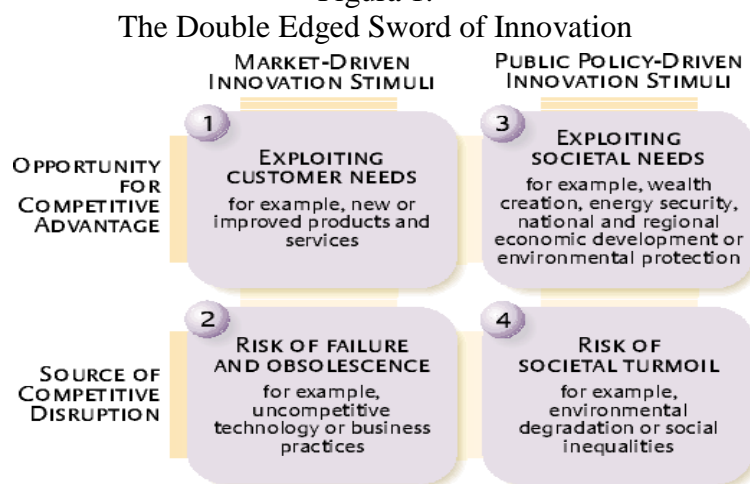 Figura 1.
The Double Edged Sword of Innovation
MARKET-DRIVEN
INNOVATION STIMULI
PUBLIC POLICY-DRIVEN
INNOVATION STIMULI
OPPORTUNITY
FOR
COMPETITIVE
ADVANTAGE
1
EXPLOITING
CUSTOMER NEEDS
for example, new or
improved products and
services
3
EXPLOITING
SOCIETAL NEEDS
for example, wealth
creation, energy security,
national and regional
economic development or
environmental protection
SOURCE OF
COMPETITIVE
DISRUPTION
2
RISK OF FAILURE
AND OBSOLESCENCE
for example,
uncompetitive
technology or business
practices
4
RISK OF
SOCIETAL TURMOIL
for example,
environmental
degradation or social
inequalities